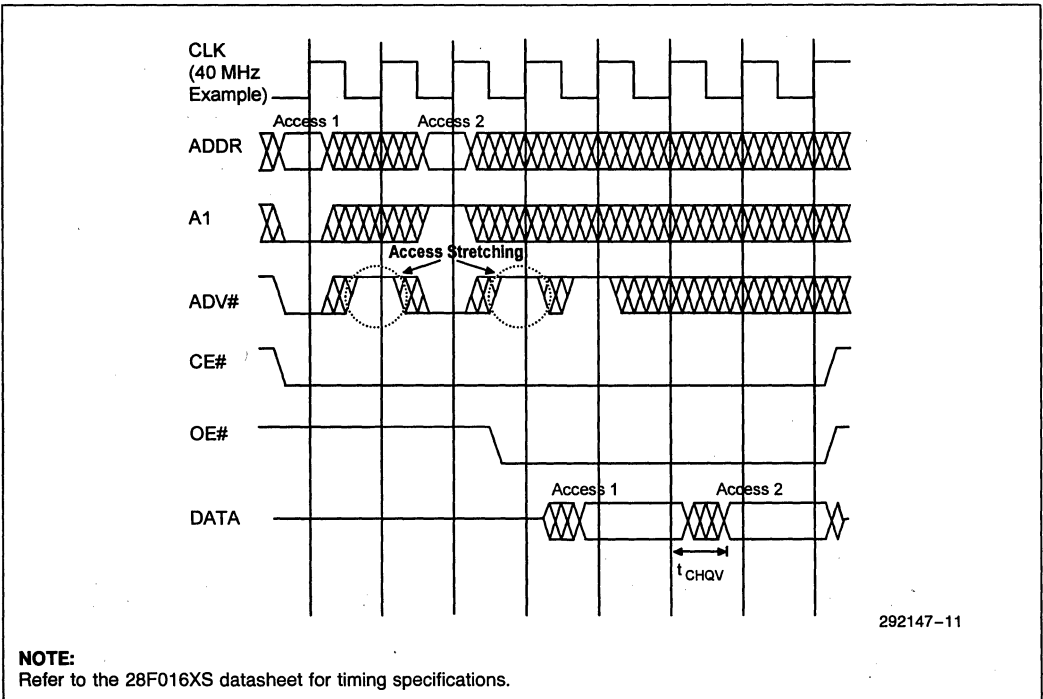 CLK
(40 MHz
Example)
Access 1
Access 2
ADDR
A1
Access Stretching
ADV#
CE#
OE#
Access 1
Access 2
DATA
t CHQV
292147–11
NOTE:
Refer to the 28F016XS datasheet for timing specifications.